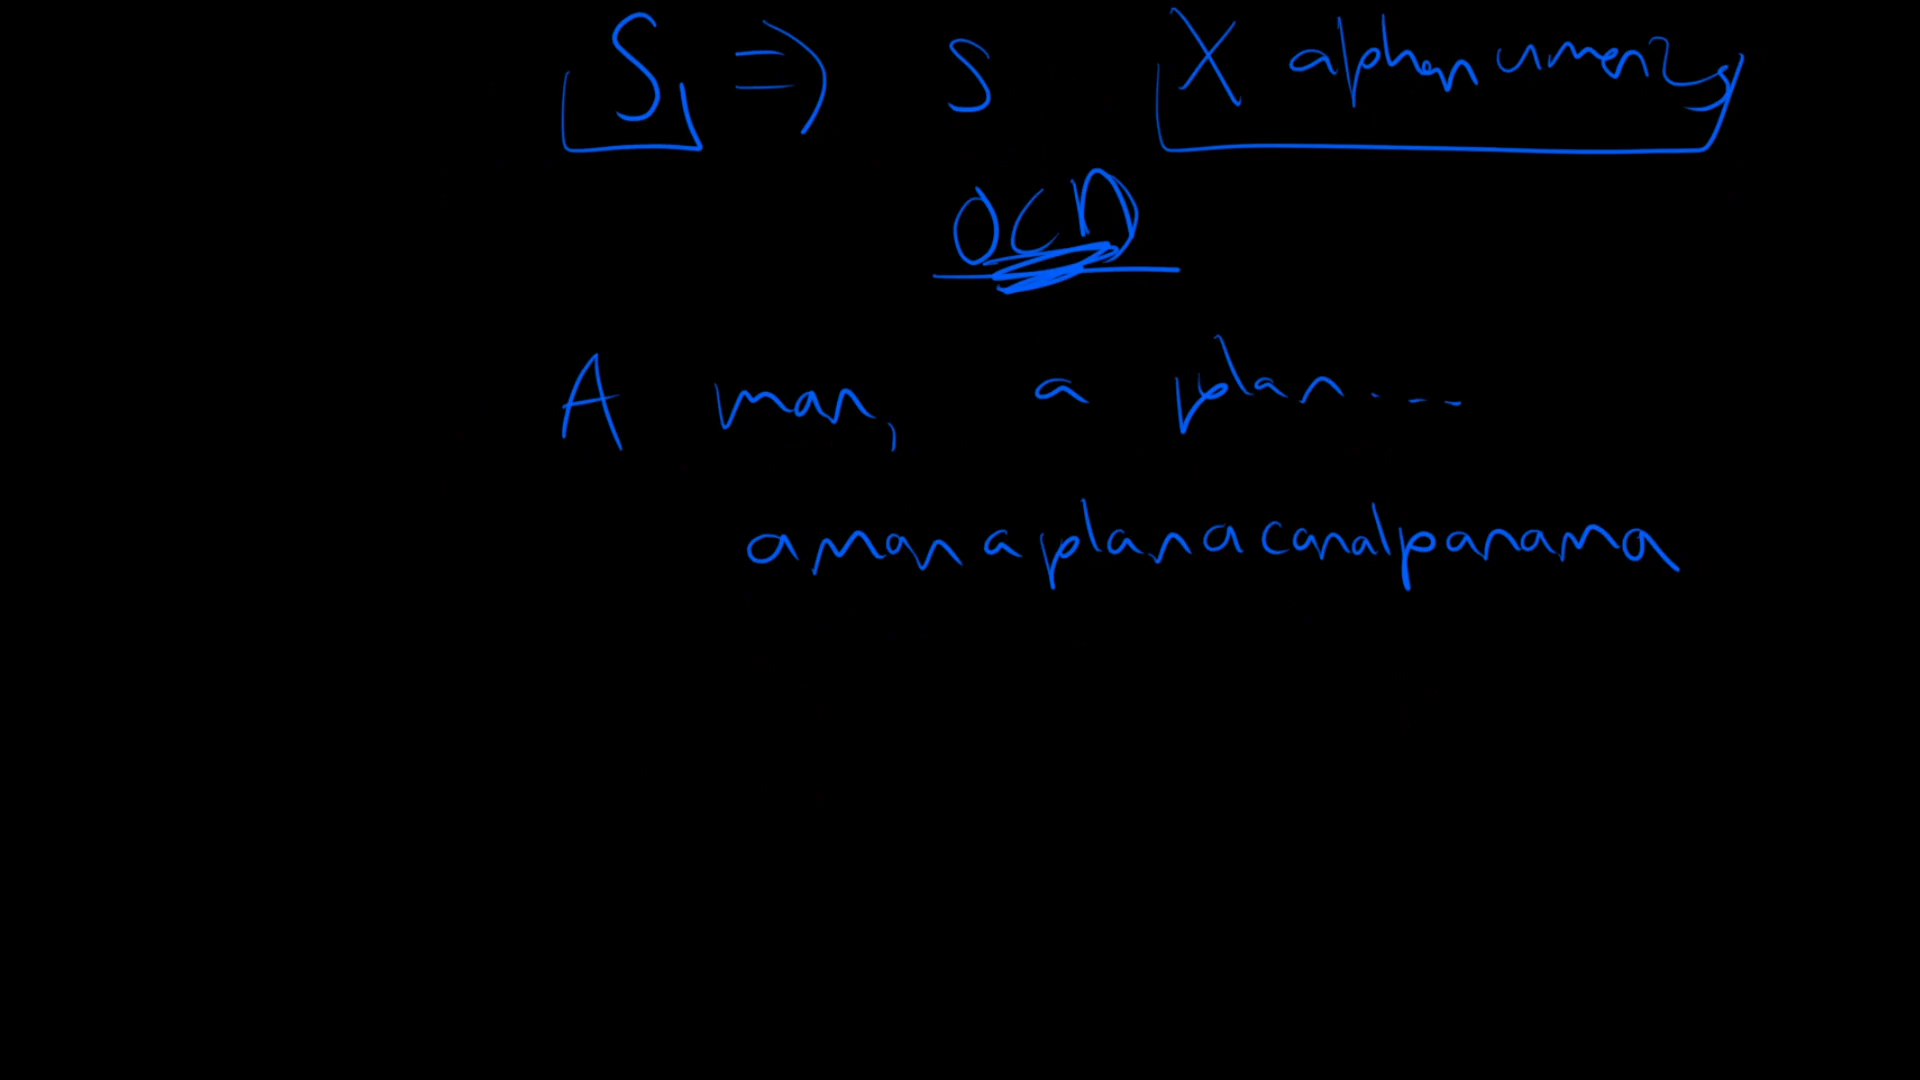 S => s X alphanumeric
OCD
A man, a plan...
amanaplanacanalpanama